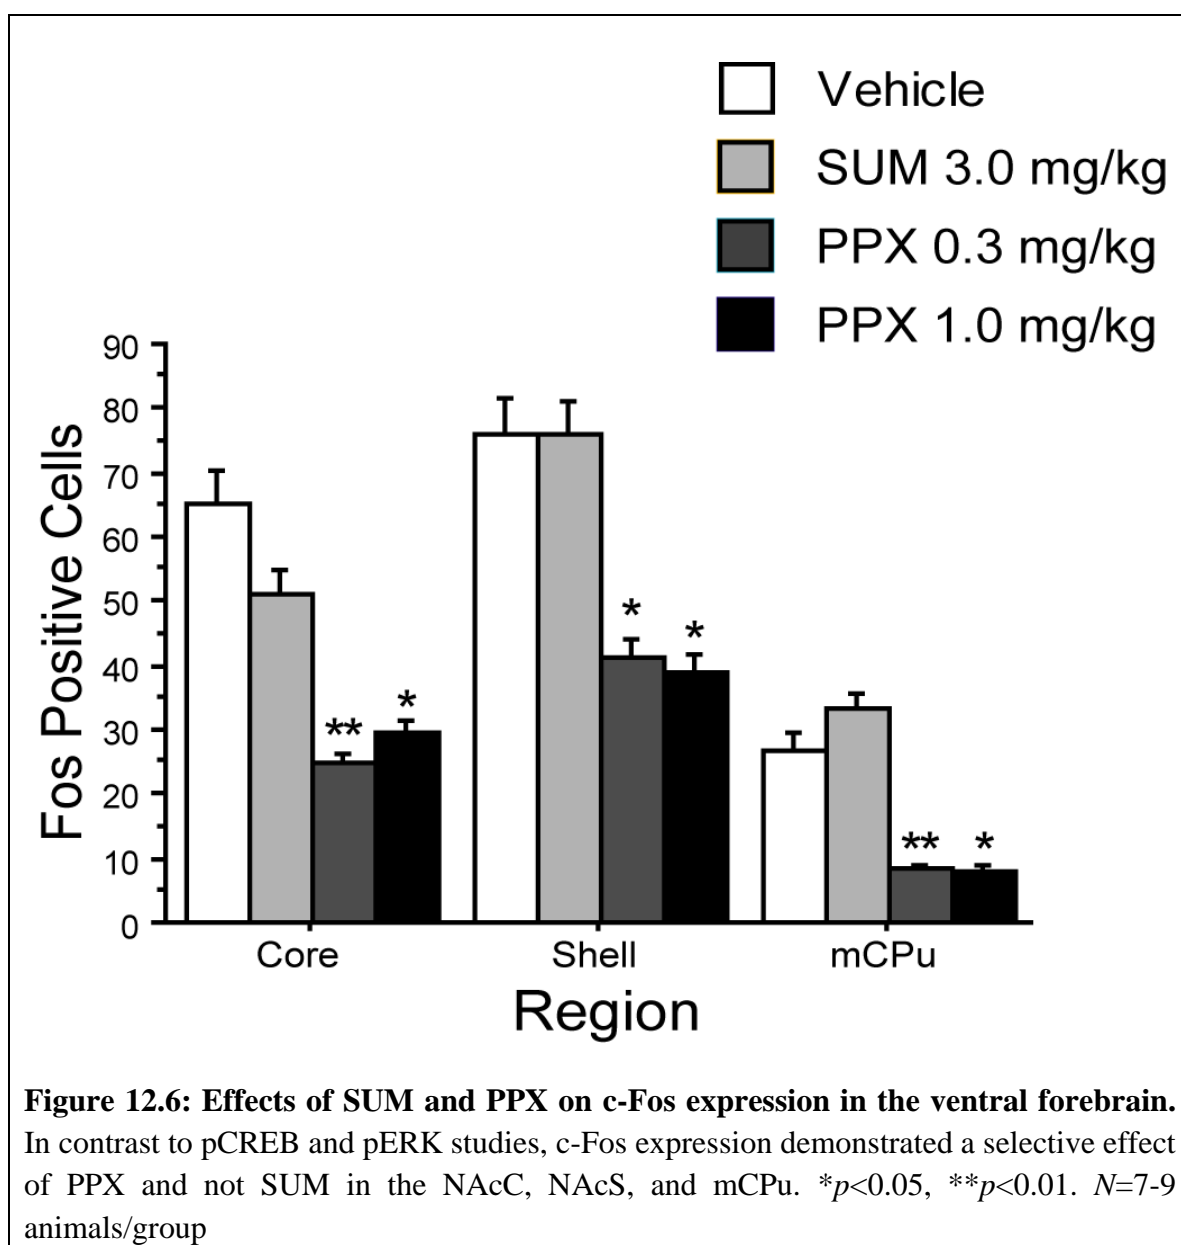 Vehicle
SUM 3.0 mg/kg
PPX 0.3 mg/kg
PPX 1.0 mg/kg
90
80
70
60
50
40
30
20
10
0
Fos Positive Cells
** *
* *
** *
Core Shell mCPu
Region
Figure 12.6: Effects of SUM and PPX on c-Fos expression in the ventral forebrain.
In contrast to pCREB and pERK studies, c-Fos expression demonstrated a selective effect
of PPX and not SUM in the NAcC, NAcS, and mCPu. *p<0.05, **p<0.01. N=7-9
animals/group